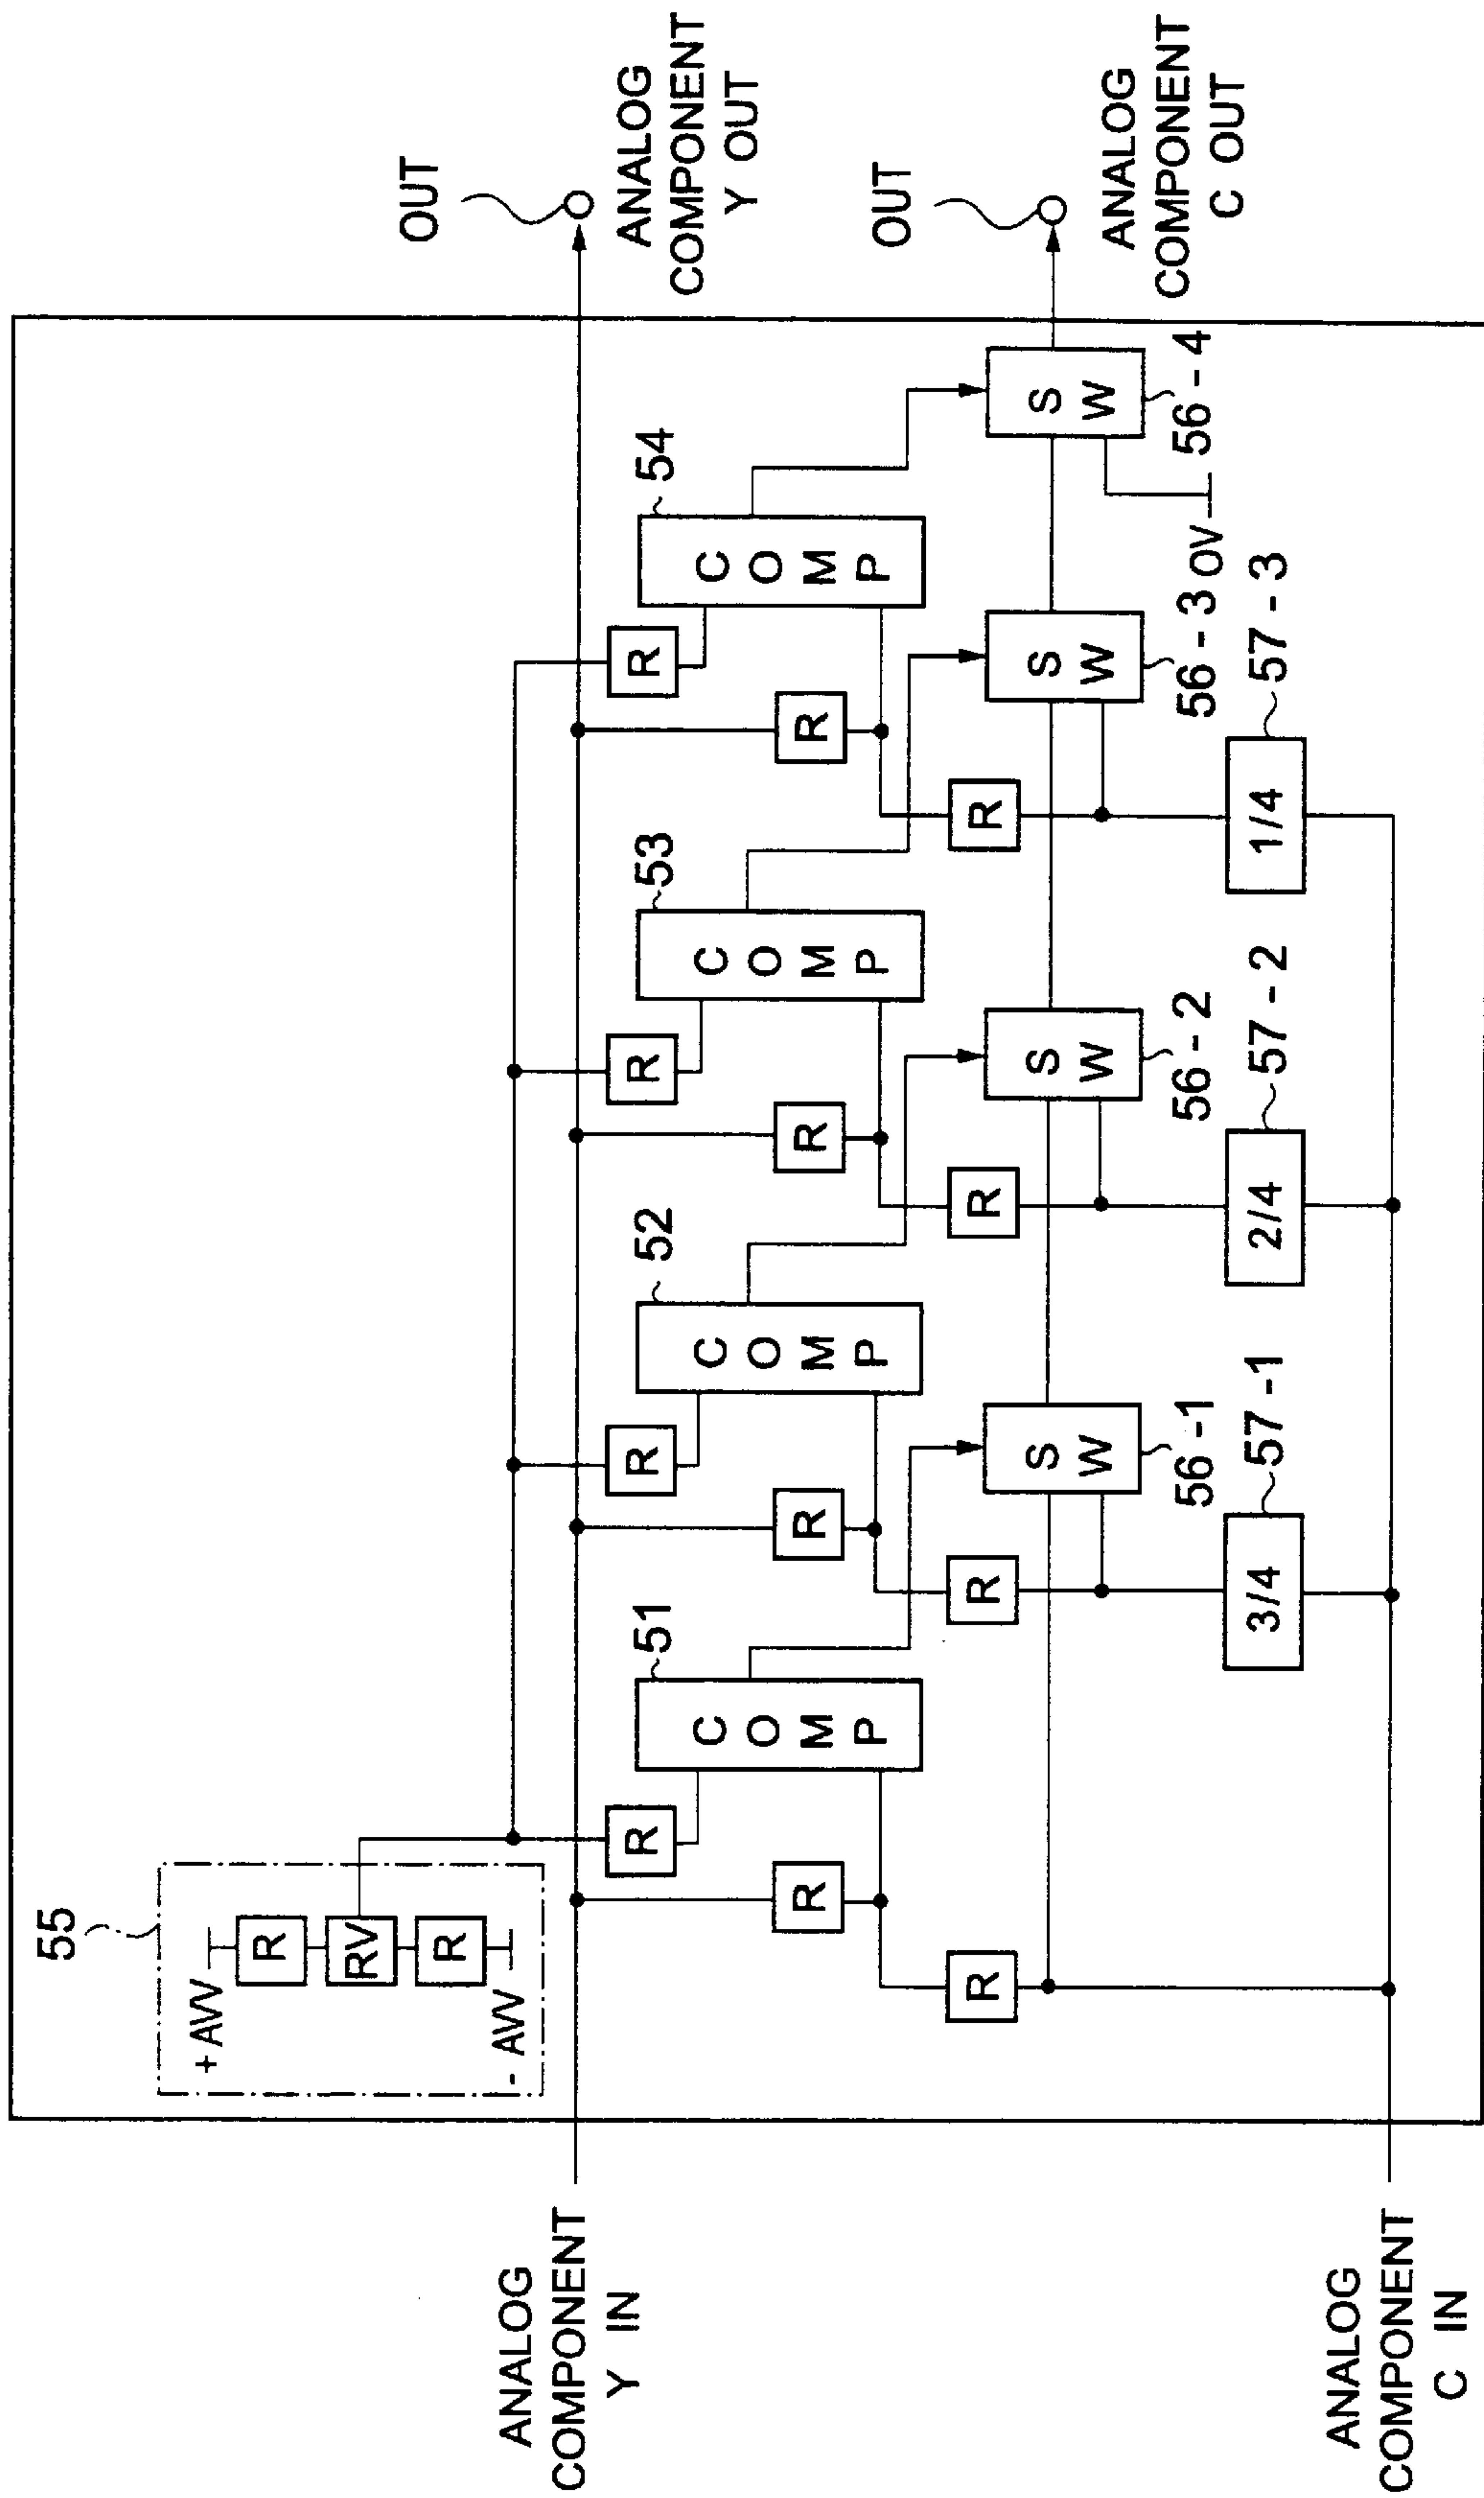 55
+ AVV
R
RV
R
- AVV
OUT
ANALOG
COMPONENT
Y OUT
OUT
ANALOG
COMPONENT
C OUT
ANALOG
COMPONENT
Y IN
ANALOG
COMPONENT
C IN
51
52
53
54
R
R
R
R
R
R
R
R
R
R
R
COMP
COMP
COMP
COMP
SW
SW
SW
SW
56 - 1
56 - 2
56 - 3
56 - 4
0V
57 - 1
57 - 2
57 - 3
3/4
2/4
1/4